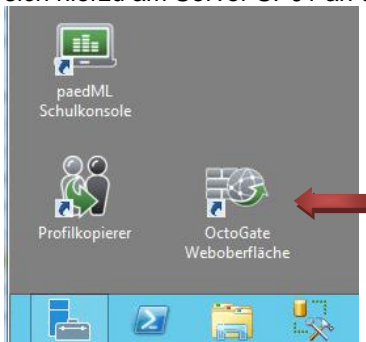 paedML
Schulkonsole
Profilkopierer
OctoGate
Weboberfläche